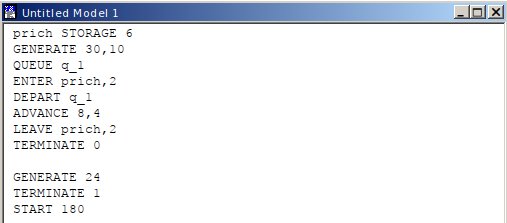 Untitled Model 1
prich STORAGE 6
GENERATE 30,10
QUEUE q_1
ENTER prich,2
DEPART q_1
ADVANCE 8,4
LEAVE prich,2
TERMINATE 0
GENERATE 24
TERMINATE 1
START 180